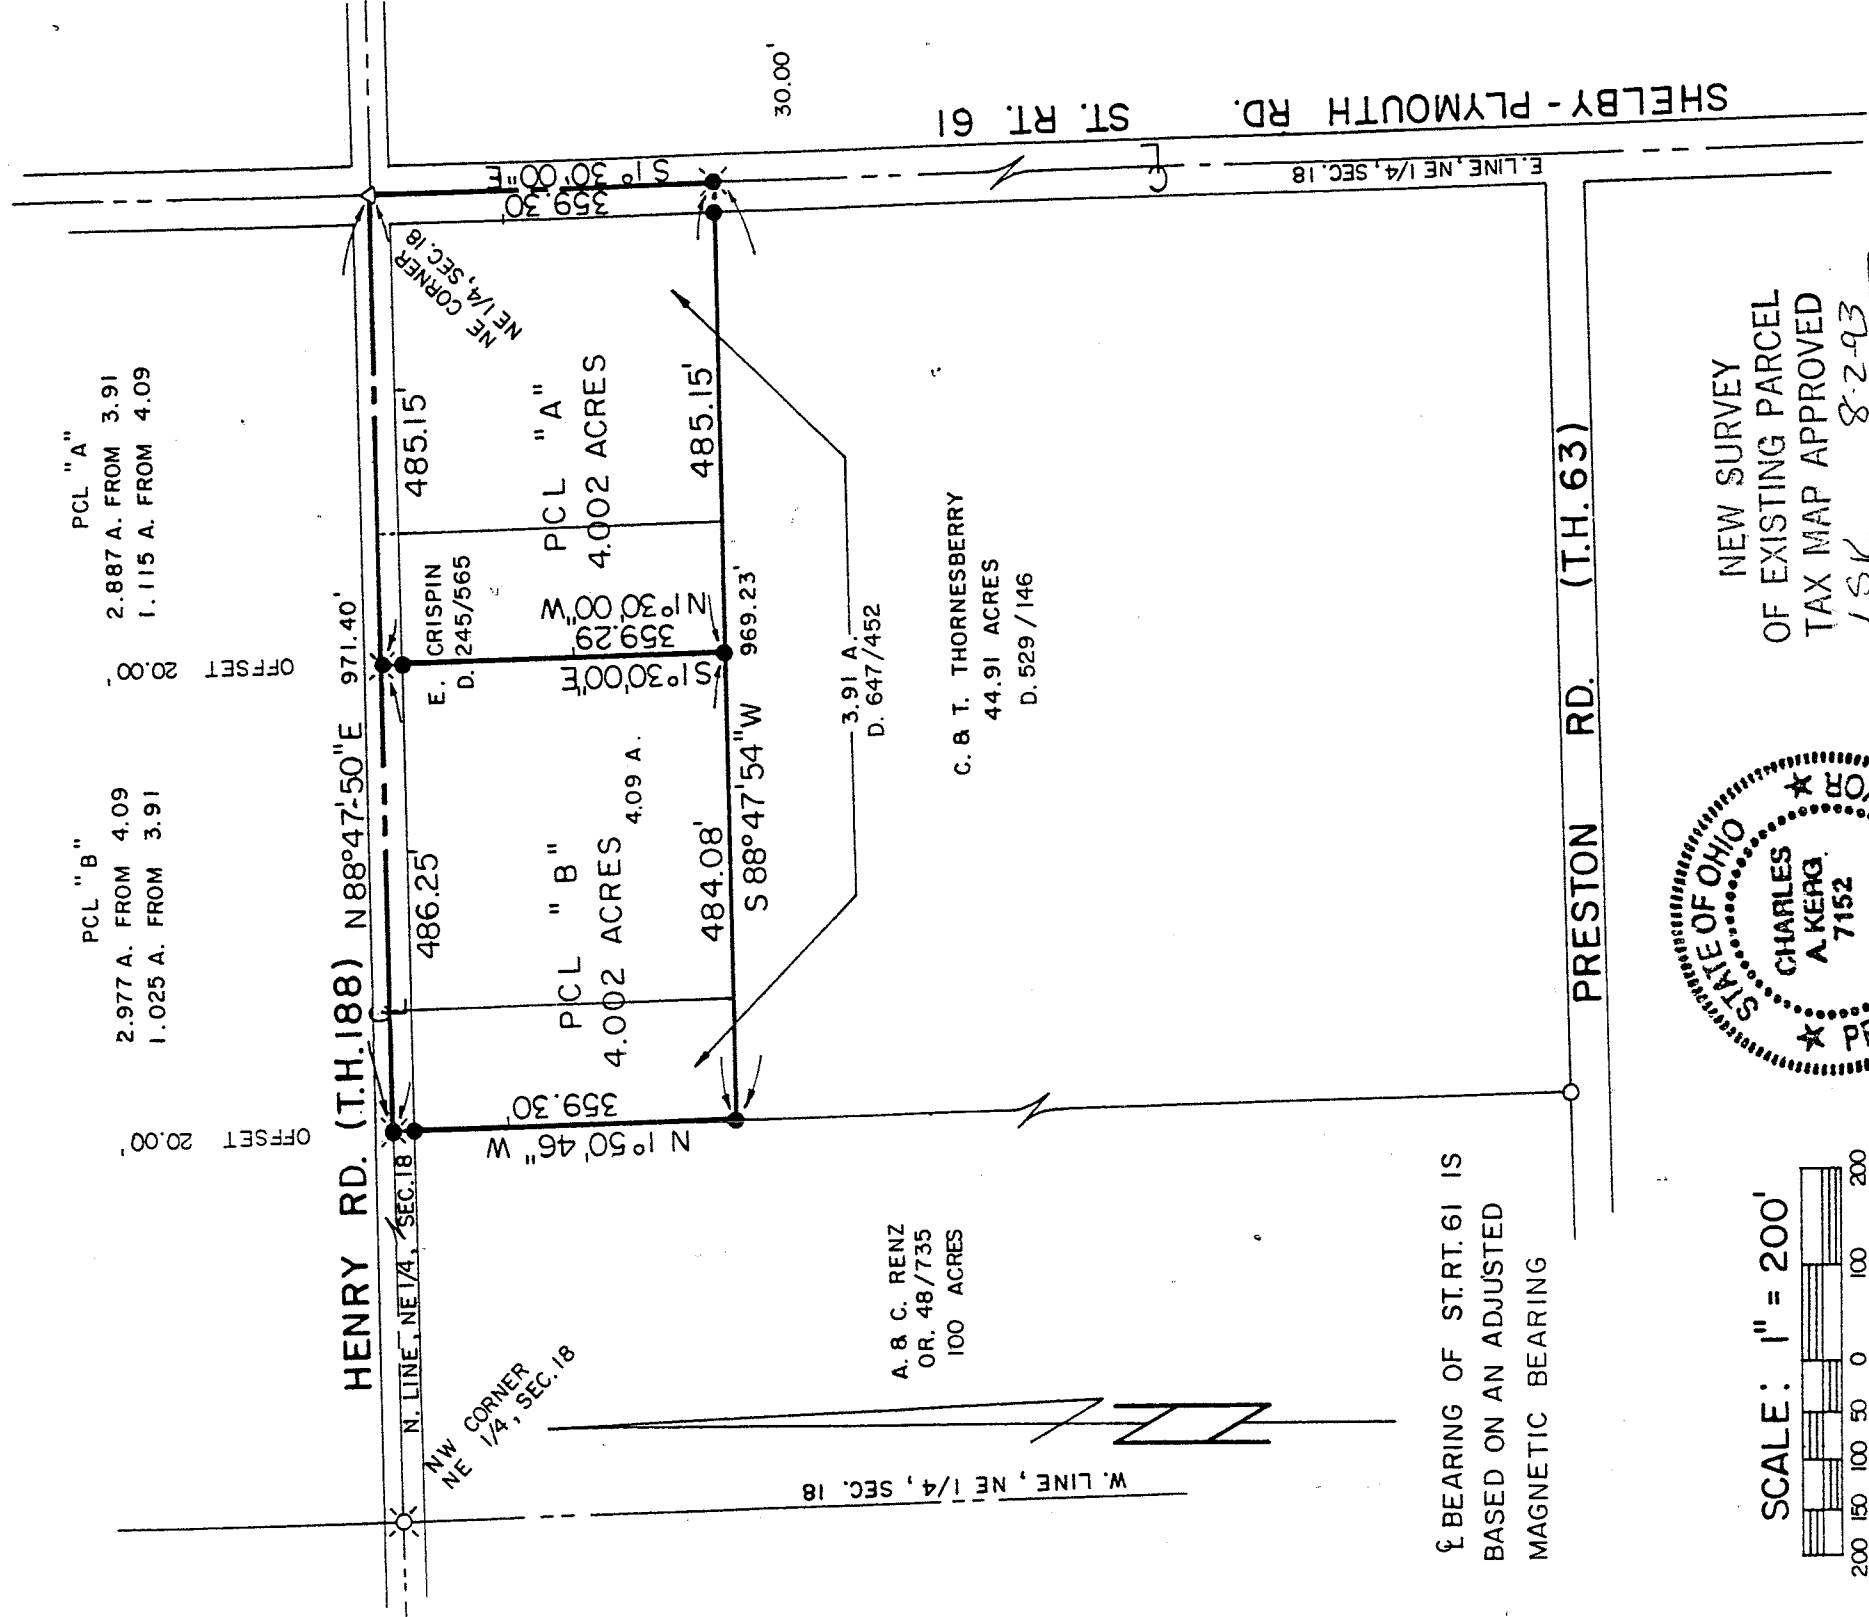 PCL "B"
2.977 A. FROM 4.09
1.025 A. FROM 3.91
PCL "A"
2.887 A. FROM 3.91
1.115 A. FROM 4.09
20.00' OFFSET
20.00' OFFSET
HENRY RD. (T.H.188) N 88°47'-50" E 971.40'
N. LINE, NE 1/4, SEC.18
486.25'
485.15'
NE CORNER
NE 1/4, SEC.18
NW CORNER
NE 1/4, SEC.18
E. CRISPIN
D. 245/565
PCL "B"
4.002 ACRES
4.09 A.
PCL "A"
4.002 ACRES
N 1°50'46" W
359.30'
S1°30'00"E
359.29'
N1°30'00"W
S1°30'00"E
359.30'
484.08'
485.15'
S 88°47'54" W
969.23'
30.00'
ST. RT. 61
SHELBY-PLYMOUTH RD.
E. LINE, NE 1/4, SEC.18
CL
CL
3.91 A.
D. 647/452
C. & T. THORNESBERRY
44.91 ACRES
D. 529/146
A. & C. RENZ
OR. 48/735
100 ACRES
W. LINE, NE 1/4, SEC. 18
N
PRESTON RD. (T.H. 63)
℄ BEARING OF ST.RT.61 IS
BASED ON AN ADJUSTED
MAGNETIC BEARING
STATE OF OHIO
CHARLES
A. KERG
7152
NEW SURVEY
OF EXISTING PARCEL
TAX MAP APPROVED
8-2-93
SCALE: 1" = 200'
200 150 100 50 0 100 200